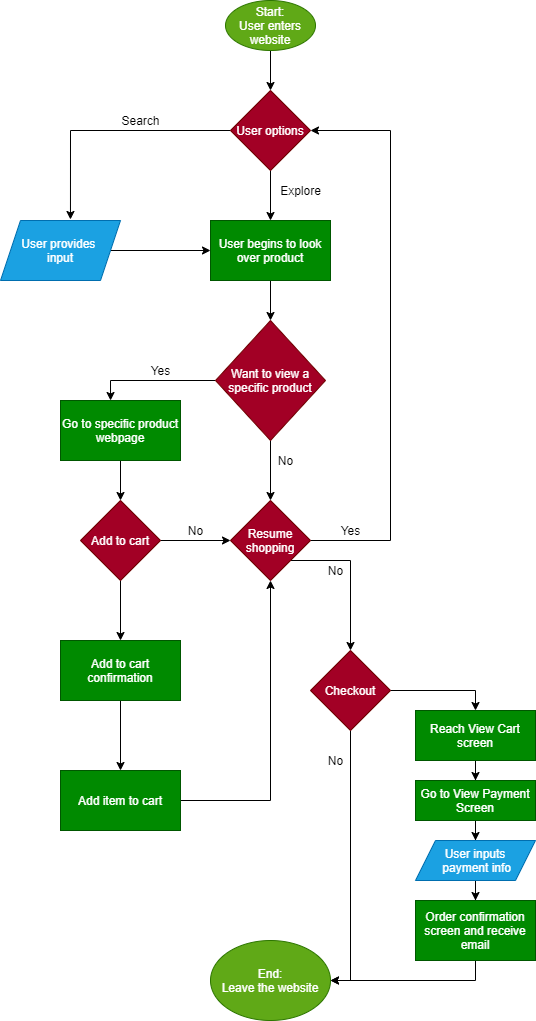 Start:
User enters
website
User options
Search
Explore
User provides
input
User begins to look
over product
Want to view a
specific product
Yes
Go to specific product
webpage
No
Add to cart
No
Resume
shopping
Yes
No
Add to cart
confirmation
Checkout
Reach View Cart
screen
No
Add item to cart
Go to View Payment
Screen
User inputs
payment info
Order confirmation
screen and receive
email
End:
Leave the website